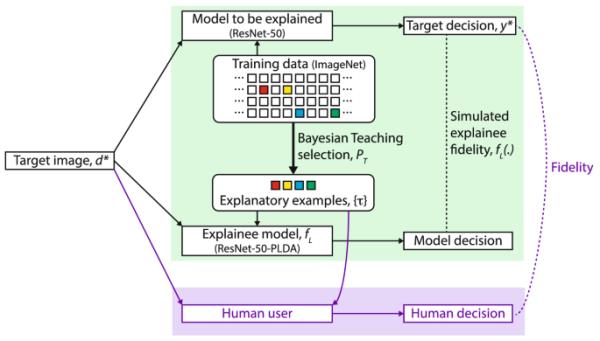 Model to be explained
(ResNet-50)
Target decision, y*
Training data (ImageNet)
Bayesian Teaching
selection, P_T
Simulated
explainee
fidelity, f_L(.)
Target image, d*
Fidelity
Explanatory examples, {τ}
Explainee model, f_L
(ResNet-50-PLDA)
Model decision
Human user
Human decision